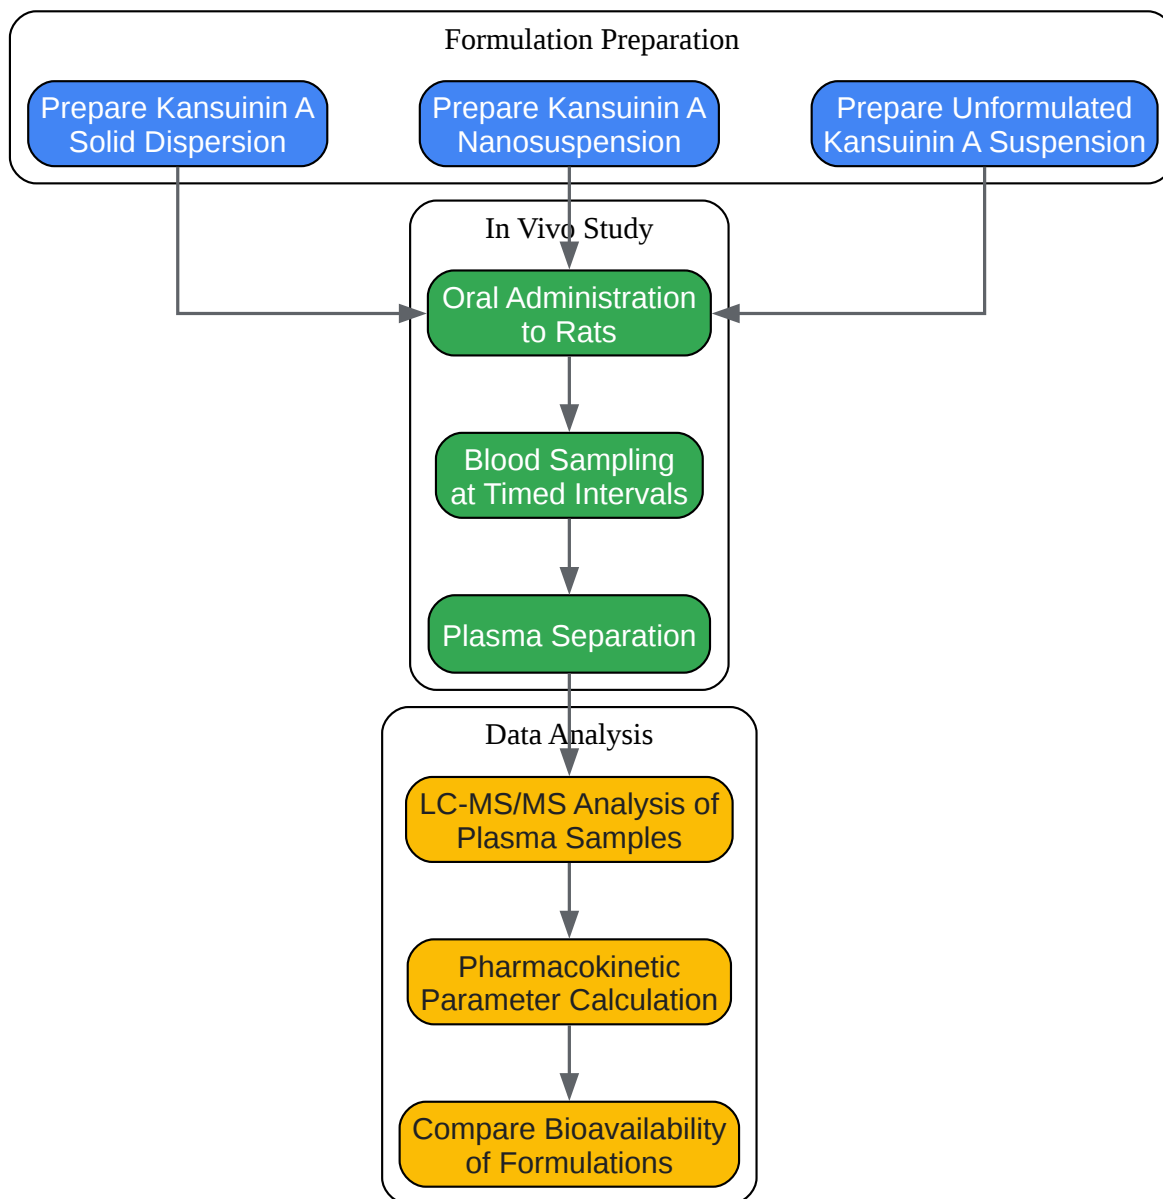 Formulation Preparation
Prepare Kansuinin A
Solid Dispersion
Prepare Kansuinin A
Nanosuspension
Prepare Unformulated
Kansuinin A Suspension
In Vivo Study
Oral Administration
to Rats
Blood Sampling
at Timed Intervals
Plasma Separation
Data Analysis
LC-MS/MS Analysis of
Plasma Samples
Pharmacokinetic
Parameter Calculation
Compare Bioavailability
of Formulations